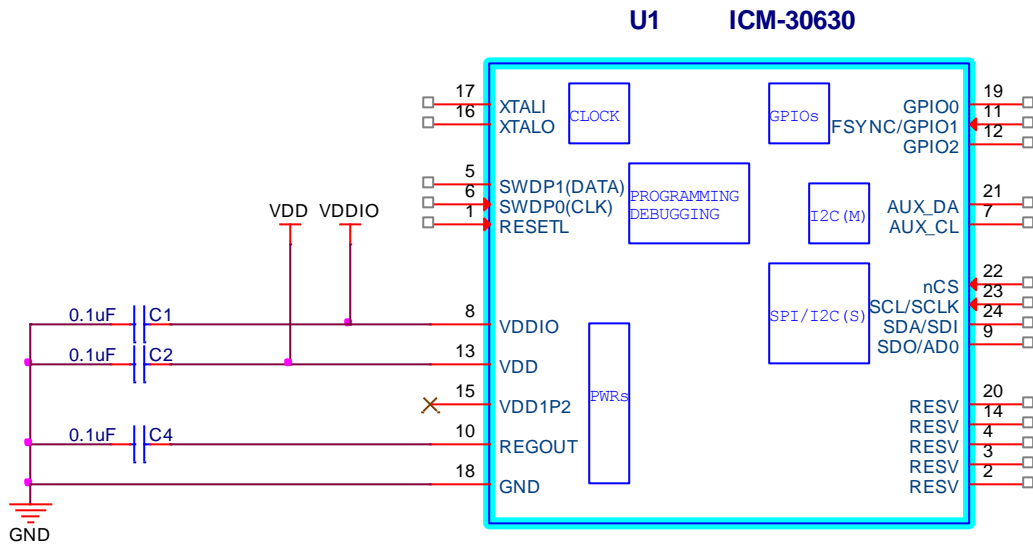 U1 ICM-30630
17 XTALI
16 XTALO
5 SWDP1(DATA)
6 SWDP0(CLK)
1 RESETL
VDD VDDIO
0.1uF C1 8 VDDIO
0.1uF C2 13 VDD
15 VDD1P2
0.1uF C4 10 REGOUT
18 GND
GND
CLOCK
GPIOs
PROGRAMMING
DEBUGGING
I2C(M)
SPI/I2C(S)
PWRs
GPIO0 19
FSYNC/GPIO1 11
GPIO2 12
AUX_DA 21
AUX_CL 7
nCS 22
SCL/SCLK 23
SDA/SDI 24
SDO/AD0 9
RESV 20
RESV 14
RESV 4
RESV 3
RESV 2